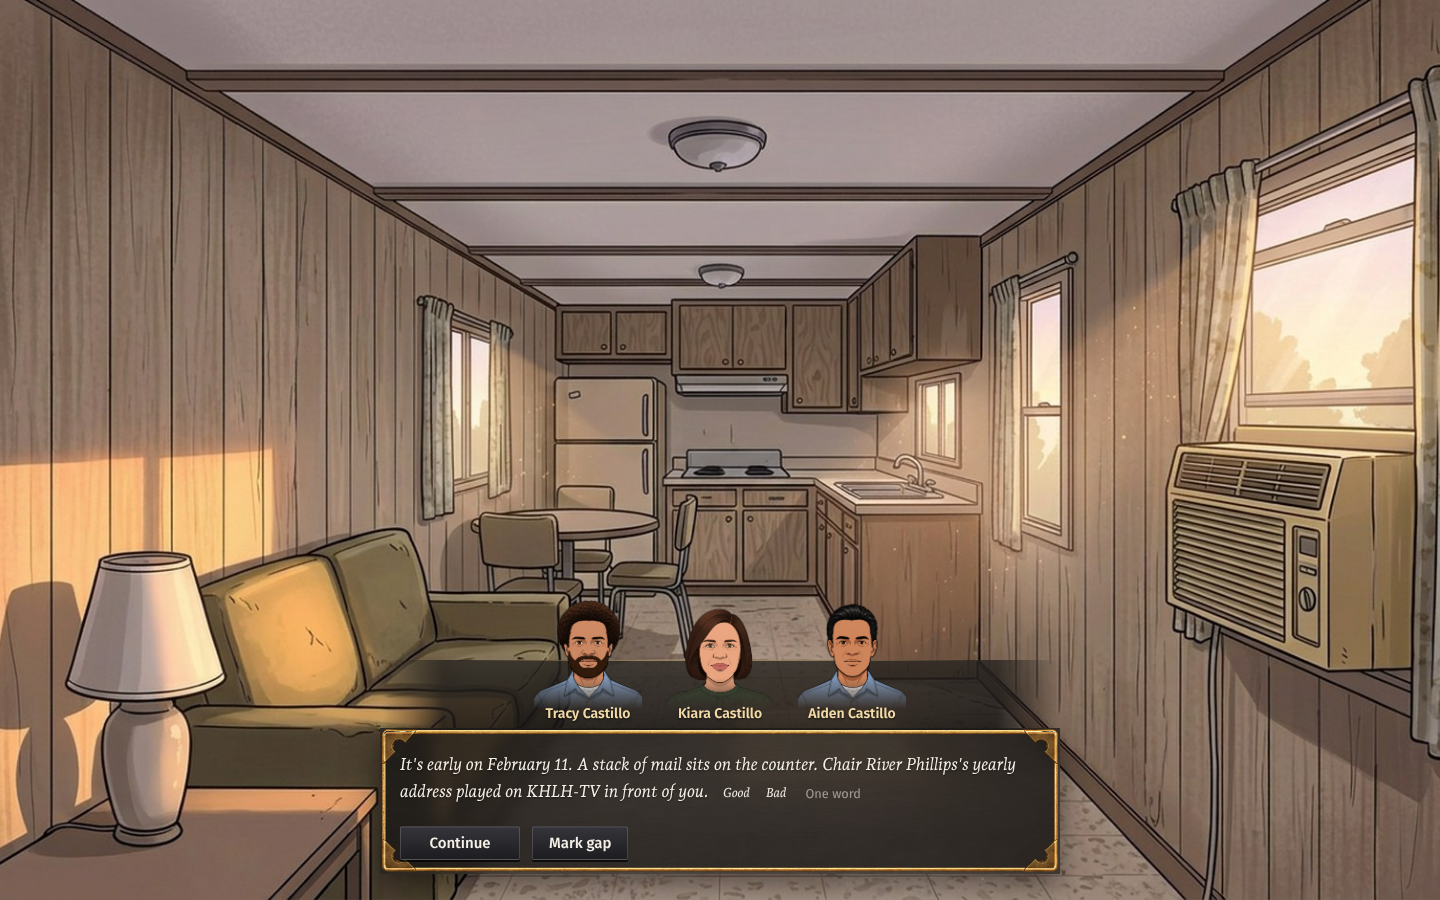 Tracy Castillo
Kiara Castillo
Aiden Castillo
It's early on February 11. A stack of mail sits on the counter. Chair River Phillips's yearly
address played on KHLH-TV in front of you. Good Bad One word
Continue
Mark gap